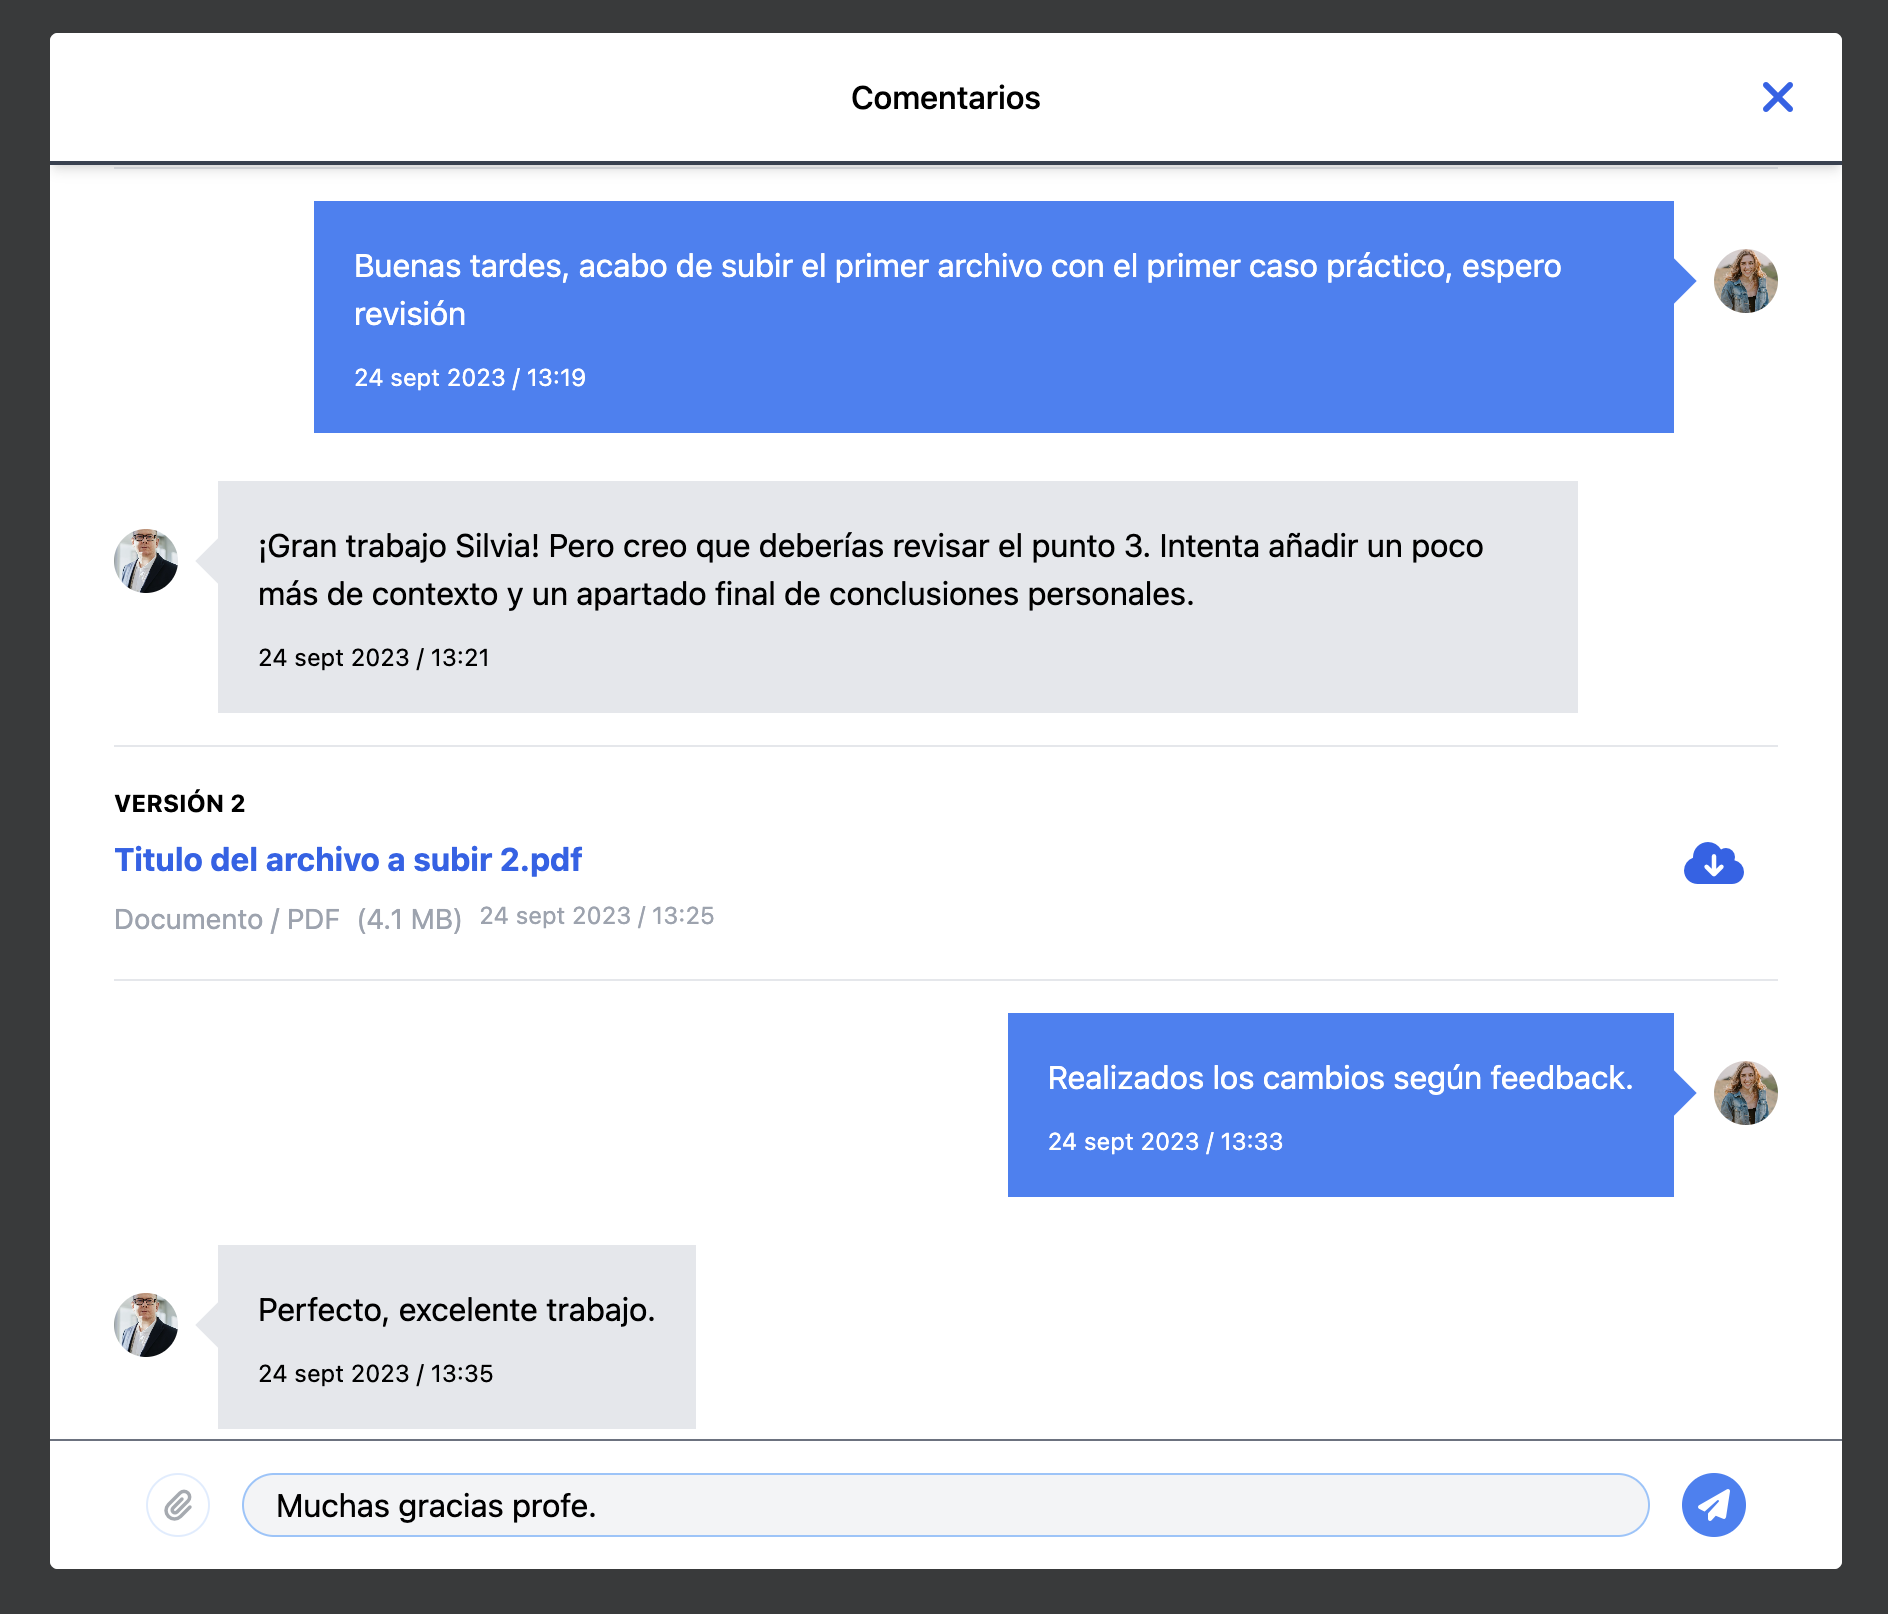 Comentarios
Buenas tardes, acabo de subir el primer archivo con el primer caso práctico, espero
revisión
24 sept 2023 / 13:19
¡Gran trabajo Silvia! Pero creo que deberías revisar el punto 3. Intenta añadir un poco
más de contexto y un apartado final de conclusiones personales.
24 sept 2023 / 13:21
VERSIÓN 2
Titulo del archivo a subir 2.pdf
Documento / PDF (4.1 MB) 24 sept 2023 / 13:25
Realizados los cambios según feedback.
24 sept 2023 / 13:33
Perfecto, excelente trabajo.
24 sept 2023 / 13:35
Muchas gracias profe.